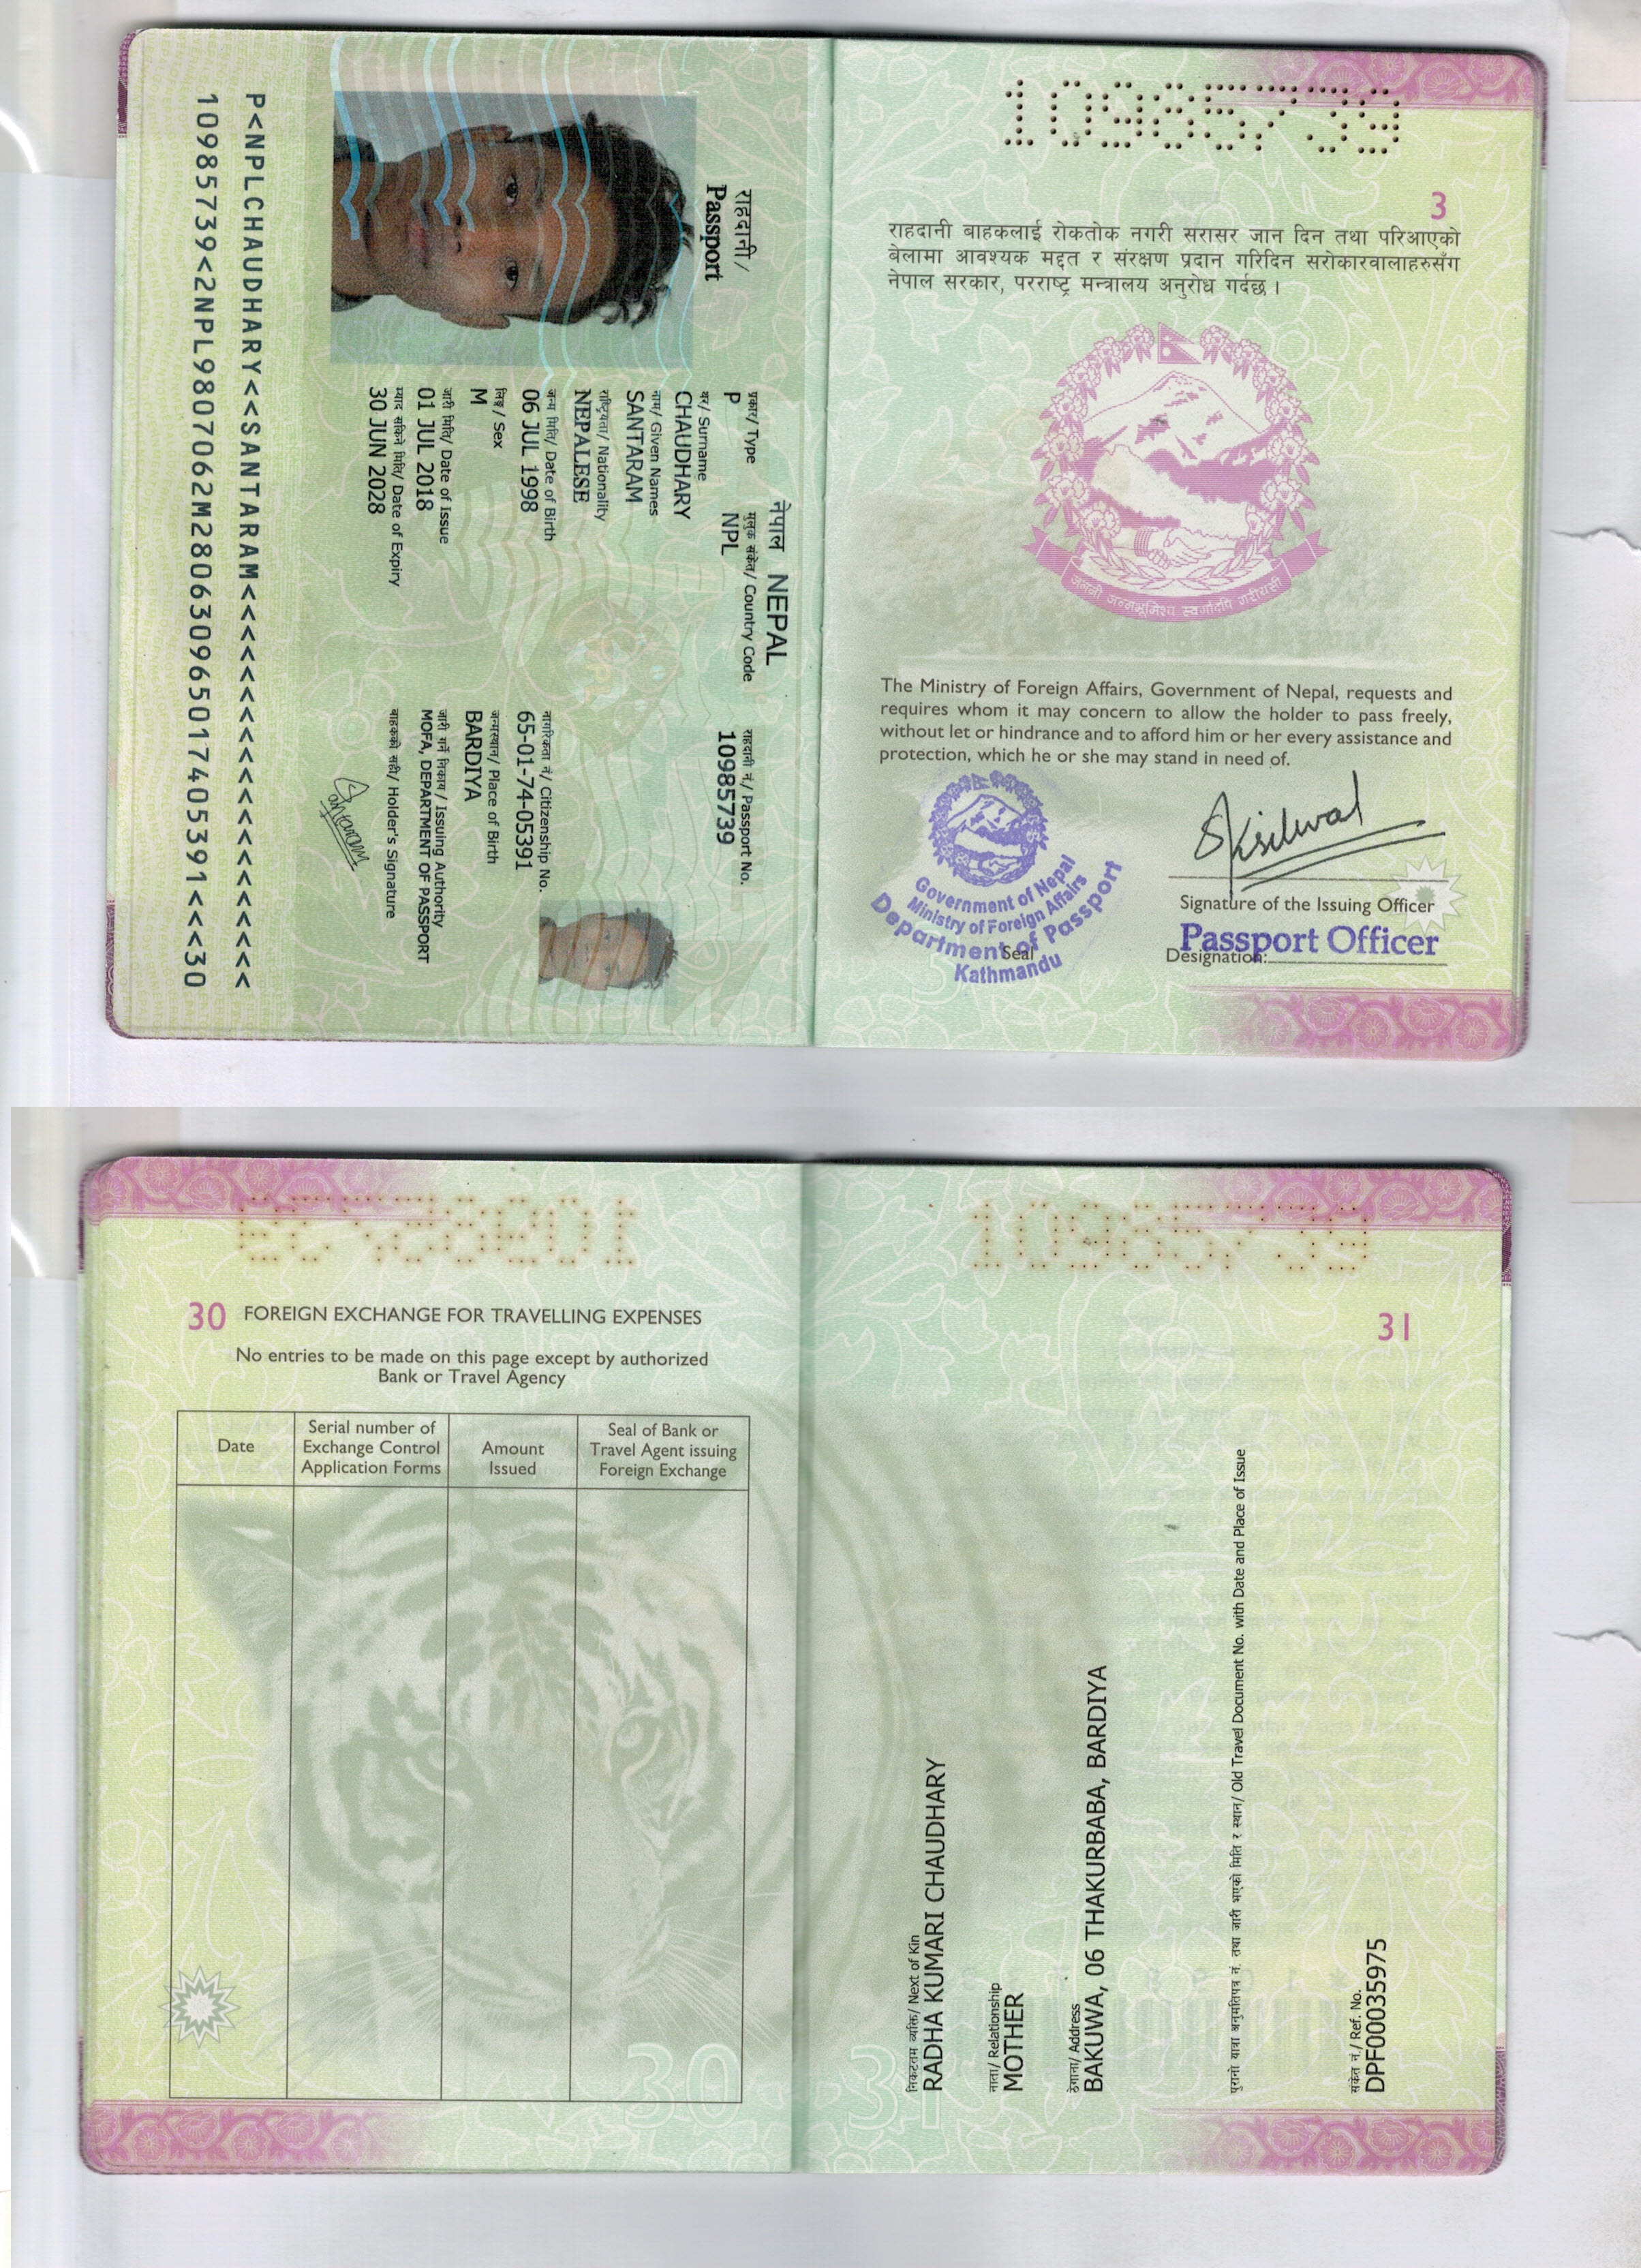 राहदानी/
Passport
नेपाल NEPAL
प्रकार/ Type
P
मुलुक संकेत/ Country Code
NPL
राहदानी नं./ Passport No.
10985739
थर/ Surname
CHAUDHARY
नाम/ Given Names
SANTARAM
राष्ट्रियता/ Nationality
NEPALESE
जन्म मिति/ Date of Birth
06 JUL 1998
नागरिकता नं/ Citizenship No.
65-01-74-05391
लिङ्ग/ Sex
M
जन्मस्थान/ Place of Birth
BARDIYA
जारी मिति/ Date of Issue
01 JUL 2018
जारी गर्ने निकाय / Issuing Authority
MOFA, DEPARTMENT OF PASSPORT
म्याद सकिने मिति/ Date of Expiry
30 JUN 2028
बाहकको सही/ Holder's Signature
Santaram
P<NPLCHAUDHARY<<SANTARAM<<<<<<<<<<<<<<<<<<<<
10985739<2NPL9807062M280630965017405391<<<30
10985739
3
राहदानी बाहकलाई रोकतोक नगरी सरासर जान दिन तथा परिआएको
बेलामा आवश्यक मद्दत र संरक्षण प्रदान गरिदिन सरोकारवालाहरुसँग
नेपाल सरकार, परराष्ट्र मन्त्रालय अनुरोध गर्दछ ।
जननी जन्मभूमिश्च स्वर्गादपि गरीयसी
The Ministry of Foreign Affairs, Government of Nepal, requests and
requires whom it may concern to allow the holder to pass freely,
without let or hindrance and to afford him or her every assistance and
protection, which he or she may stand in need of.
Government of Nepal
Ministry of Foreign Affairs
Department of Passport
Kathmandu
Seal
Signature of the Issuing Officer
Passport Officer
Designation:
10985739
30 FOREIGN EXCHANGE FOR TRAVELLING EXPENSES
No entries to be made on this page except by authorized
Bank or Travel Agency
Date
Serial number of
Exchange Control
Application Forms
Amount
Issued
Seal of Bank or
Travel Agent issuing
Foreign Exchange
30
10985739
31
निकटतम व्यक्ति/ Next of Kin
RADHA KUMARI CHAUDHARY
नाता/ Relationship
MOTHER
ठेगाना/ Address
BAKUWA, 06 THAKURBABA, BARDIYA
पुरानो यात्रा अनुमतिपत्र नं. तथा जारी भएको मिति र स्थान/ Old Travel Document No. with Date and Place of Issue
संकेत नं./ Ref. No.
DPF00035975
31